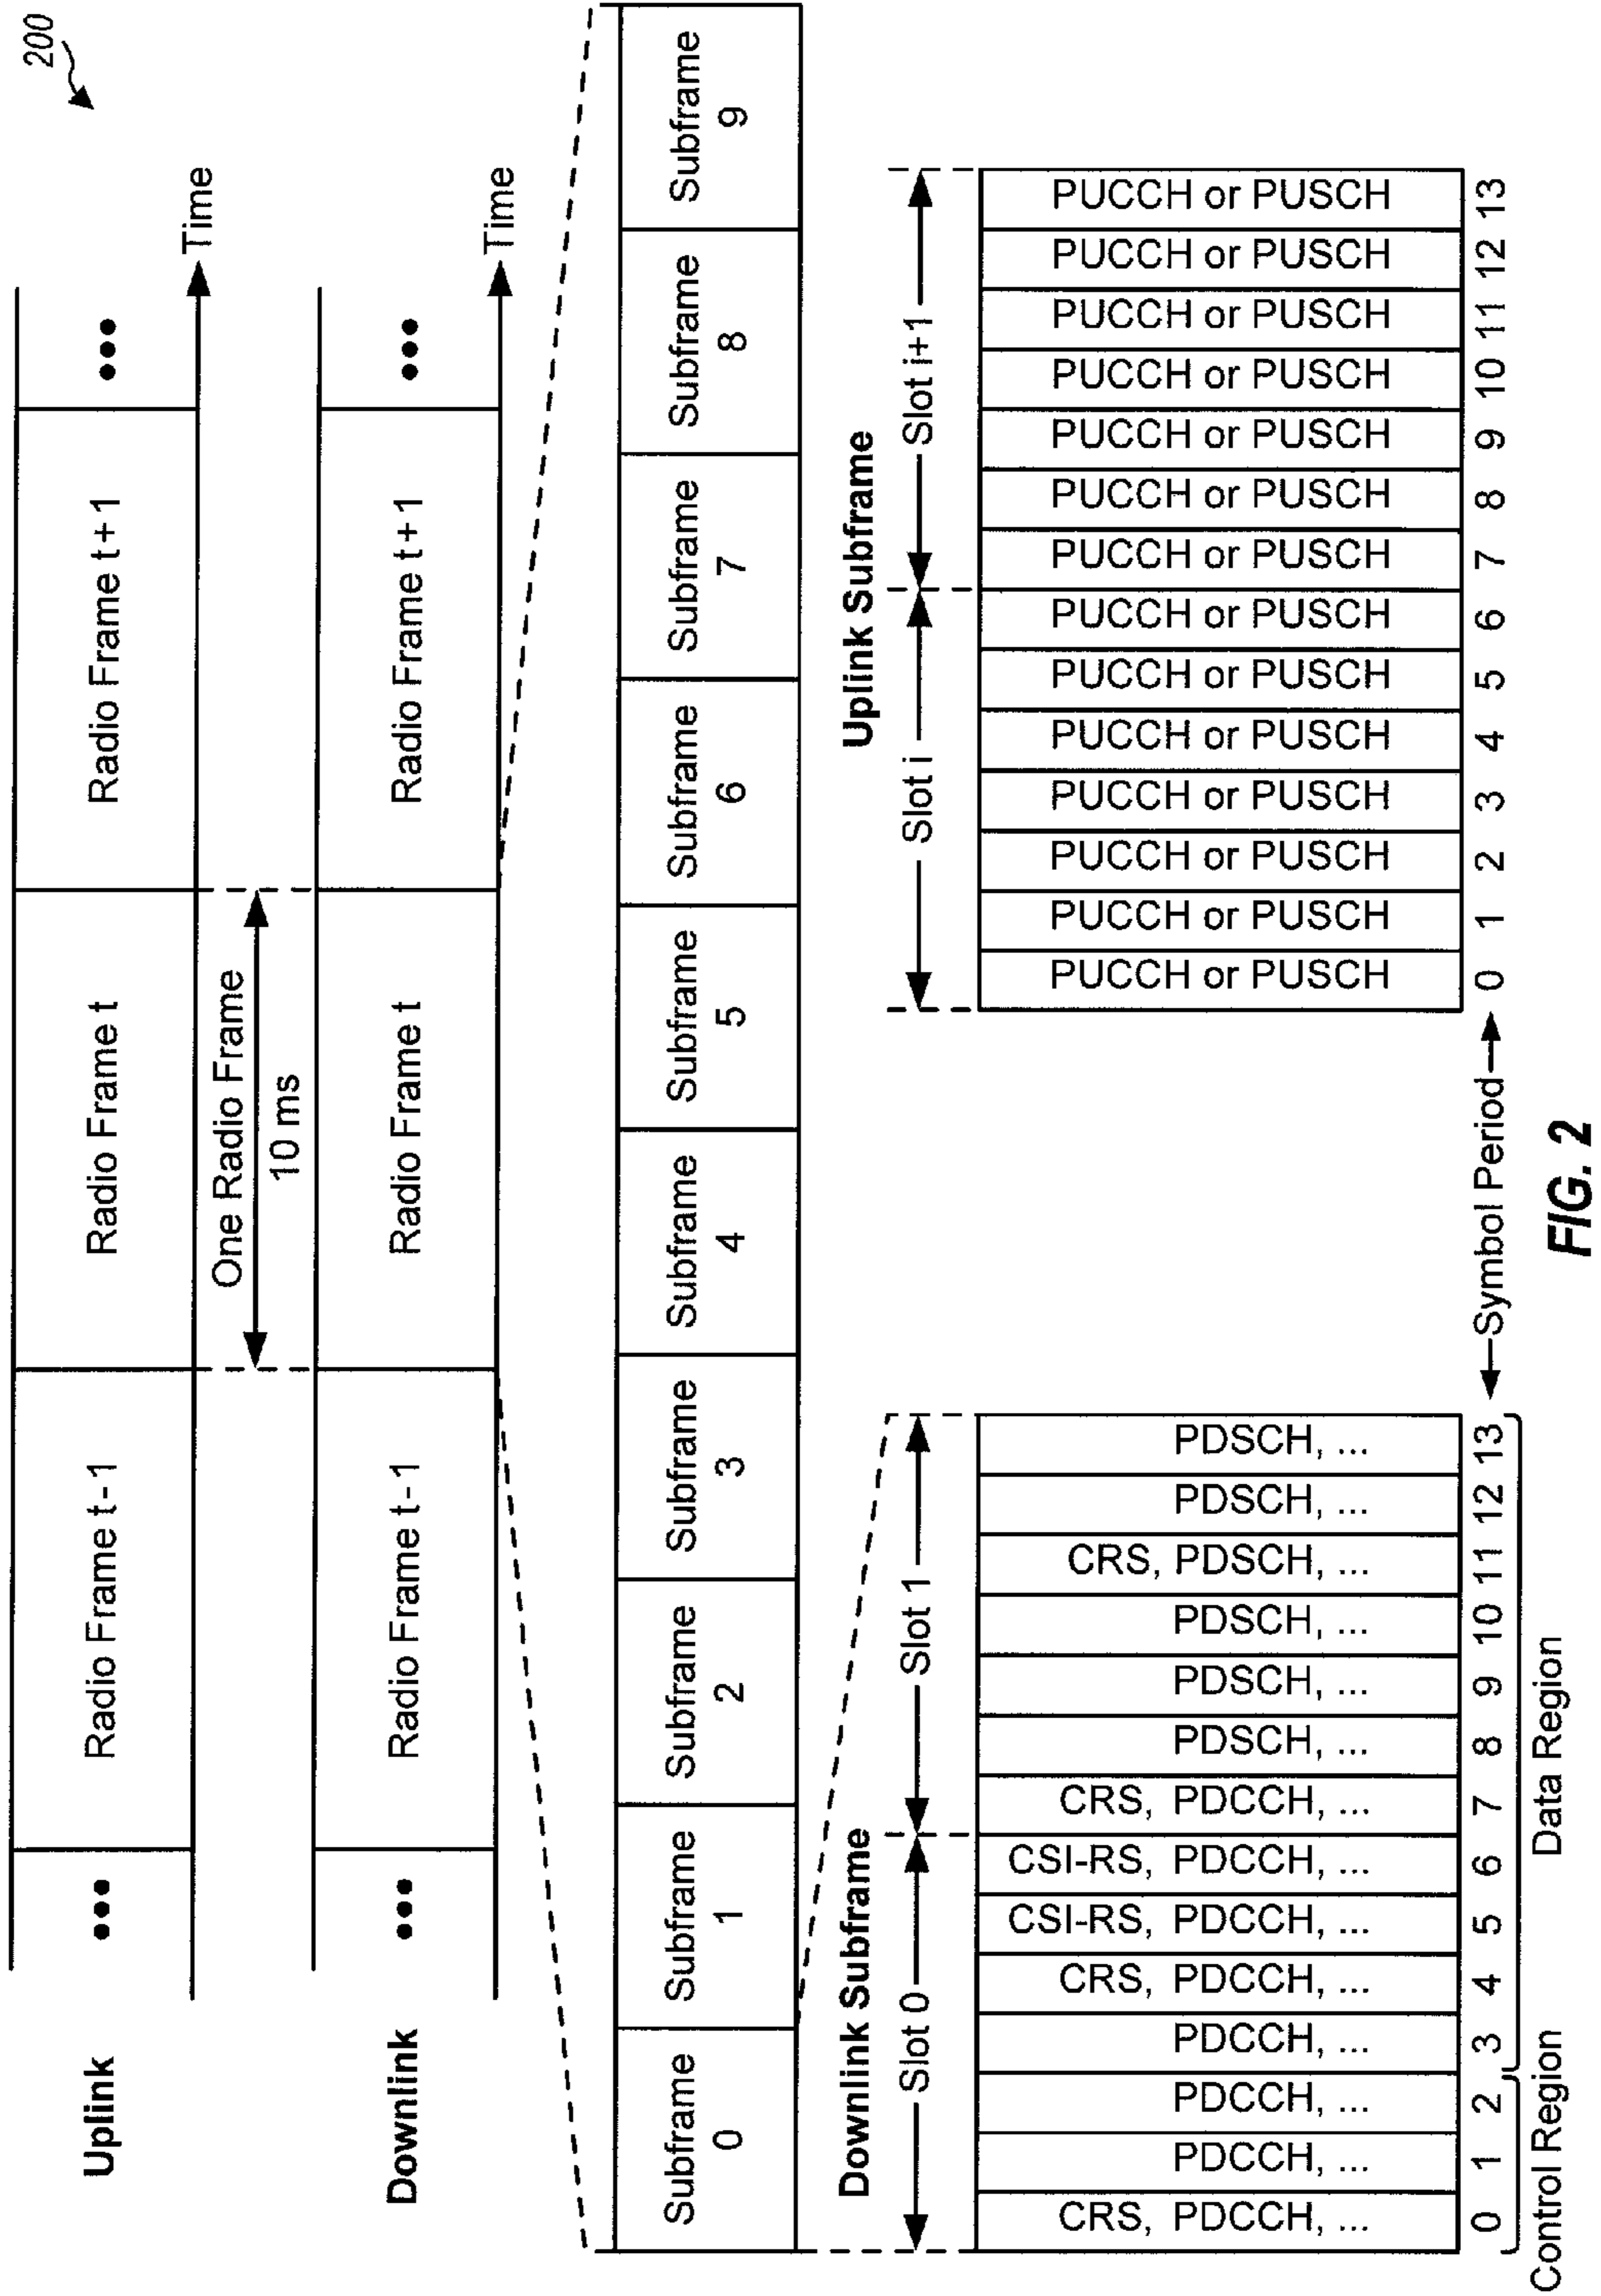 200
Uplink
••• Radio Frame t-1 Radio Frame t Radio Frame t+1 •••
Time
One Radio Frame
10 ms
Downlink
••• Radio Frame t-1 Radio Frame t Radio Frame t+1 •••
Time
Subframe 0
Subframe 1
Subframe 2
Subframe 3
Subframe 4
Subframe 5
Subframe 6
Subframe 7
Subframe 8
Subframe 9
Downlink Subframe
Slot 0 Slot 1
CRS, PDCCH, ...
PDCCH, ...
PDCCH, ...
PDCCH, ...
CRS, PDCCH, ...
CSI-RS, PDCCH, ...
CSI-RS, PDCCH, ...
CRS, PDCCH, ...
PDSCH, ...
PDSCH, ...
PDSCH, ...
CRS, PDSCH, ...
PDSCH, ...
PDSCH, ...
0 1 2 3 4 5 6 7 8 9 10 11 12 13
Control Region Data Region
Symbol Period
Uplink Subframe
Slot i Slot i+1
PUCCH or PUSCH
PUCCH or PUSCH
PUCCH or PUSCH
PUCCH or PUSCH
PUCCH or PUSCH
PUCCH or PUSCH
PUCCH or PUSCH
PUCCH or PUSCH
PUCCH or PUSCH
PUCCH or PUSCH
PUCCH or PUSCH
PUCCH or PUSCH
PUCCH or PUSCH
PUCCH or PUSCH
0 1 2 3 4 5 6 7 8 9 10 11 12 13
FIG. 2